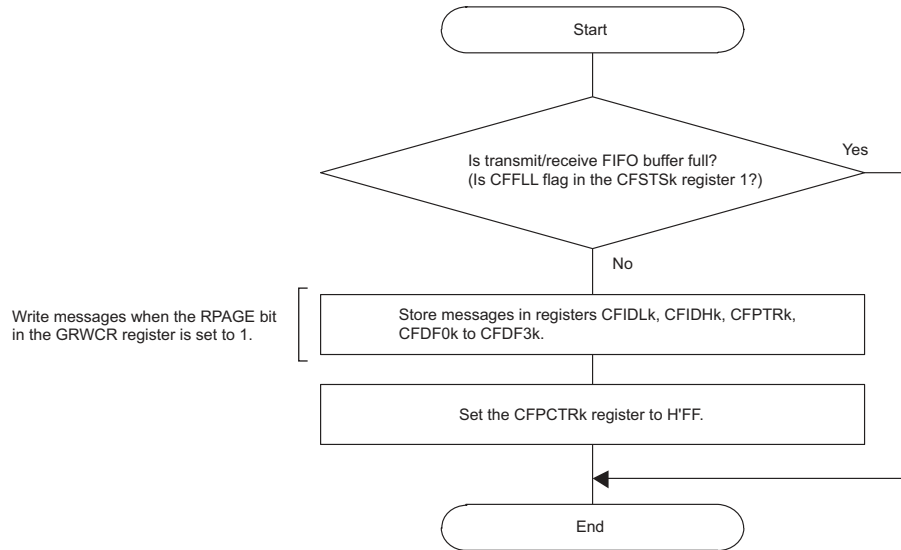 Start
Is transmit/receive FIFO buffer full?
(Is CFFLL flag in the CFSTSk register 1?)
Yes
No
Write messages when the RPAGE bit
in the GRWCR register is set to 1.
Store messages in registers CFIDLk, CFIDHk, CFPTRk,
CFDF0k to CFDF3k.
Set the CFPCTRk register to H'FF.
End